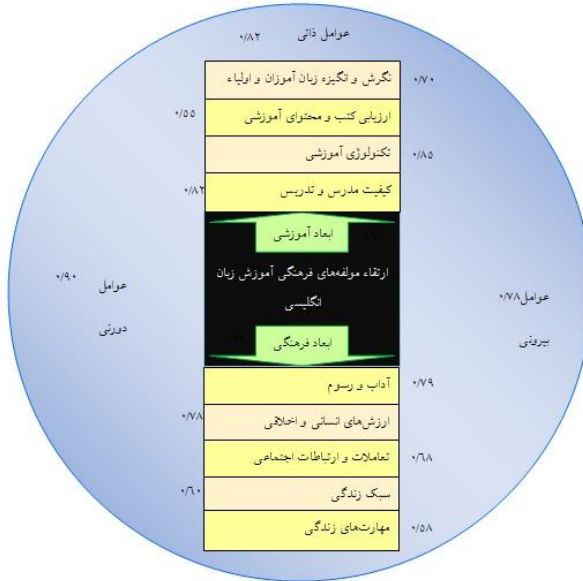 عوامل ذاتی ۰/۸۲
نگرش و انگیزه زبان آموزان و اولیاء ۰/۷۰
ارزیابی کتب و محتوای آموزشی ۰/۵۵
تکنولوژی آموزشی ۰/۸۵
کیفیت مدرس و تدریس ۰/۸۲
ابعاد آموزشی
ارتقاء مولفه‌های فرهنگی آموزش زبان
انگلیسی
عوامل ۰/۷۸
بیرونی
عوامل ۰/۹۰
دورنی
ابعاد فرهنگی
آداب و رسوم ۰/۷۹
ارزش‌های انسانی و اخلاقی ۰/۷۸
تعاملات و ارتباطات اجتماعی ۰/۶۸
سبک زندگی ۰/۶۰
مهارت‌های زندگی ۰/۵۸